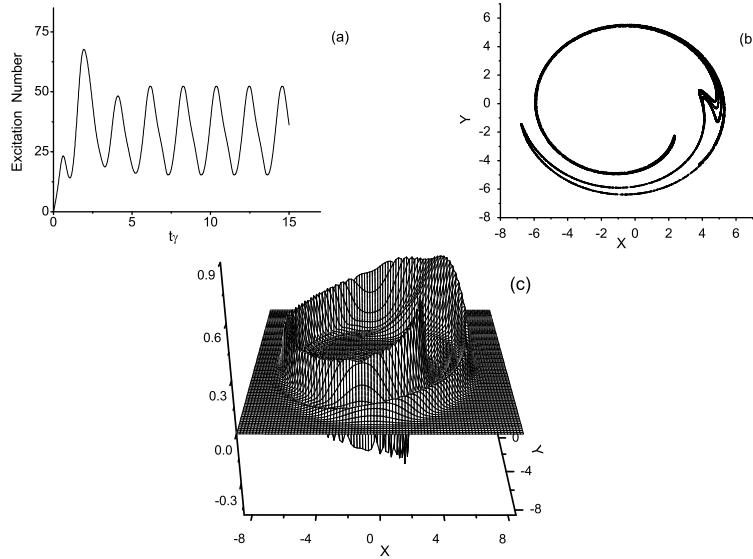 (a)
75
50
25
0
Excitation Number
0 5 10 15
tγ
(b
6
4
2
0
-2
-4
-6
-8
Y
-8 -6 -4 -2 0 2 4 6
X
(c)
0.9
0.6
0.3
0.0
-0.3
0
-4
-8
Y
-8 -4 0 4 8
X